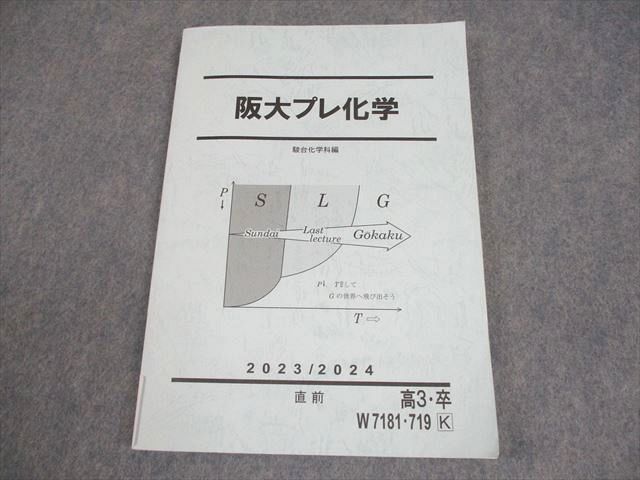 阪大プレ化学
駿台化学科編
P
↓
S L G
Sundai Last lecture Gōkaku
して
Gの世界へ飛び出そう
T ⇨
2023/2024
直前
高3・卒
W7181・719 K